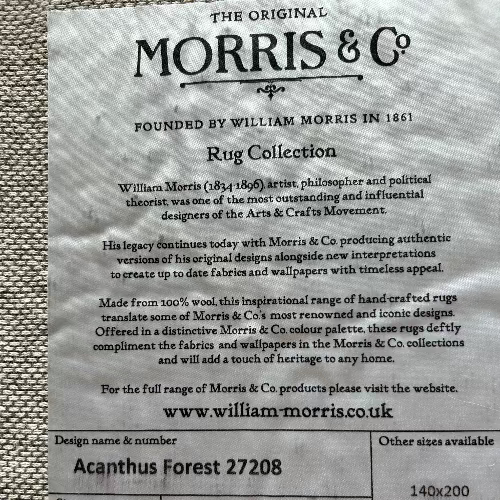 THE ORIGINAL
MORRIS & Co
FOUNDED BY WILLIAM MORRIS IN 1861
Rug Collection
William Morris (1834-1896), artist, philosopher and political
theorist, was one of the most outstanding and influential
designers of the Arts & Crafts Movement.
His legacy continues today with Morris & Co. producing authentic
versions of his original designs alongside new interpretations
to create up to date fabrics and wallpapers with timeless appeal.
Made from 100% wool, this inspirational range of hand-crafted rugs
translate some of Morris & Co.'s most renowned and iconic designs.
Offered in a distinctive Morris & Co. colour palette, these rugs deftly
compliment the fabrics and wallpapers in the Morris & Co. collections
and will add a touch of heritage to any home.
For the full range of Morris & Co. products please visit the website.
www.william-morris.co.uk
Design name & number
Acanthus Forest 27208
Other sizes available
140x200